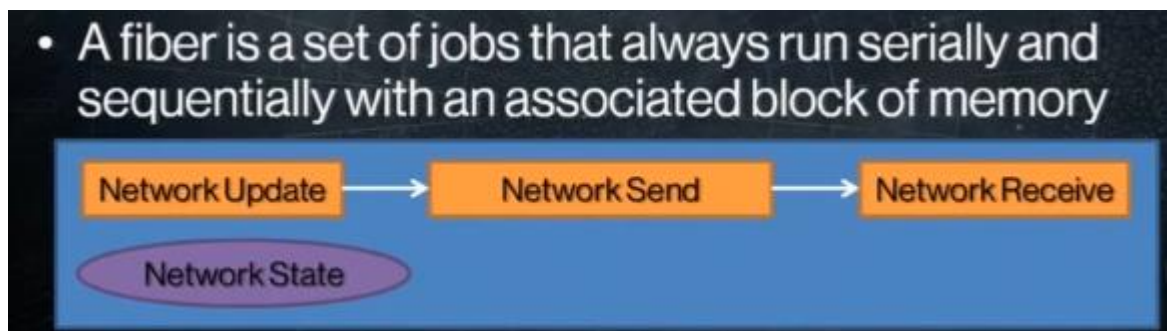 • A fiber is a set of jobs that always run serially and
sequentially with an associated block of memory
Network Update
Network Send
Network Receive
Network State